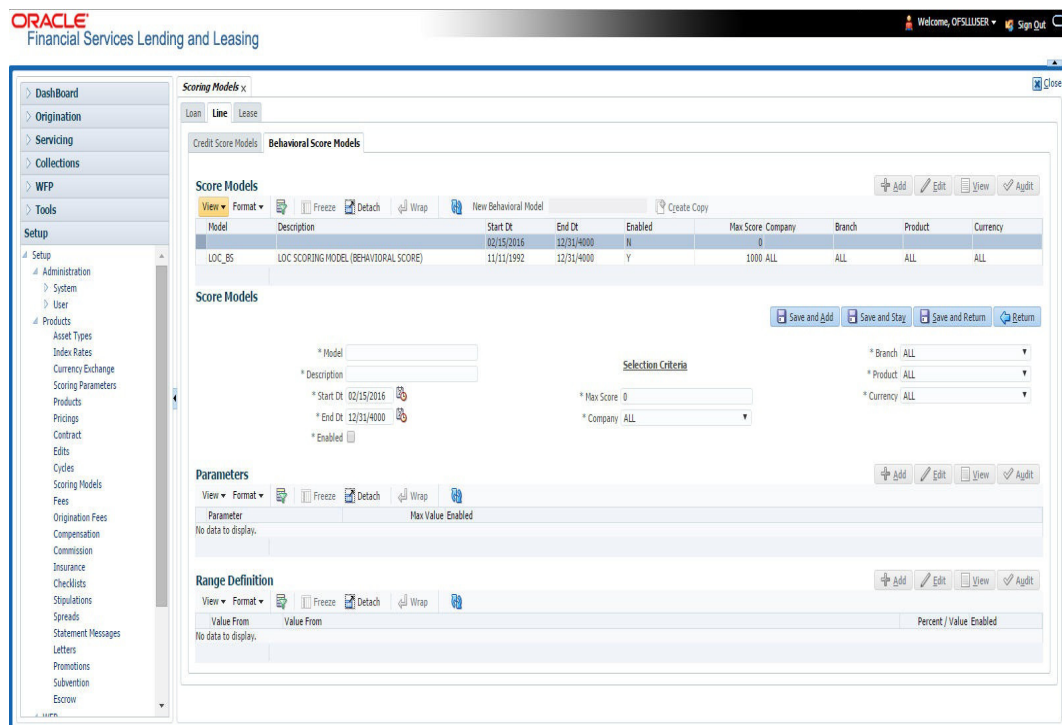 ORACLE
Financial Services Lending and Leasing
Welcome, OFSLLUSER
Sign Out
Close
DashBoard
Origination
Servicing
Collections
WFP
Tools
Setup
Setup
Administration
System
User
Products
Asset Types
Index Rates
Currency Exchange
Scoring Parameters
Products
Pricings
Contract
Edits
Cycles
Scoring Models
Fees
Origination Fees
Compensation
Commission
Insurance
Checklists
Stipulations
Spreads
Statement Messages
Letters
Promotions
Subvention
Escrow
Scoring Models x
Loan Line Lease
Credit Score Models Behavioral Score Models
Score Models
Add Edit View Audit
View Format Freeze Detach Wrap New Behavioral Model Create Copy
Model Description Start Dt End Dt Enabled Max Score Company Branch Product Currency
02/15/2016 12/31/4000 N 0
LOC_BS LOC SCORING MODEL (BEHAVIORAL SCORE) 11/11/1992 12/31/4000 Y 1000 ALL ALL ALL ALL
Score Models
Save and Add Save and Stay Save and Return Return
* Model
* Description
* Start Dt 02/15/2016
* End Dt 12/31/4000
* Enabled
Selection Criteria
* Max Score 0
* Company ALL
* Branch ALL
* Product ALL
* Currency ALL
Parameters
Add Edit View Audit
View Format Freeze Detach Wrap
Parameter Max Value Enabled
No data to display.
Range Definition
Add Edit View Audit
View Format Freeze Detach Wrap
Value From Value From Percent / Value Enabled
No data to display.